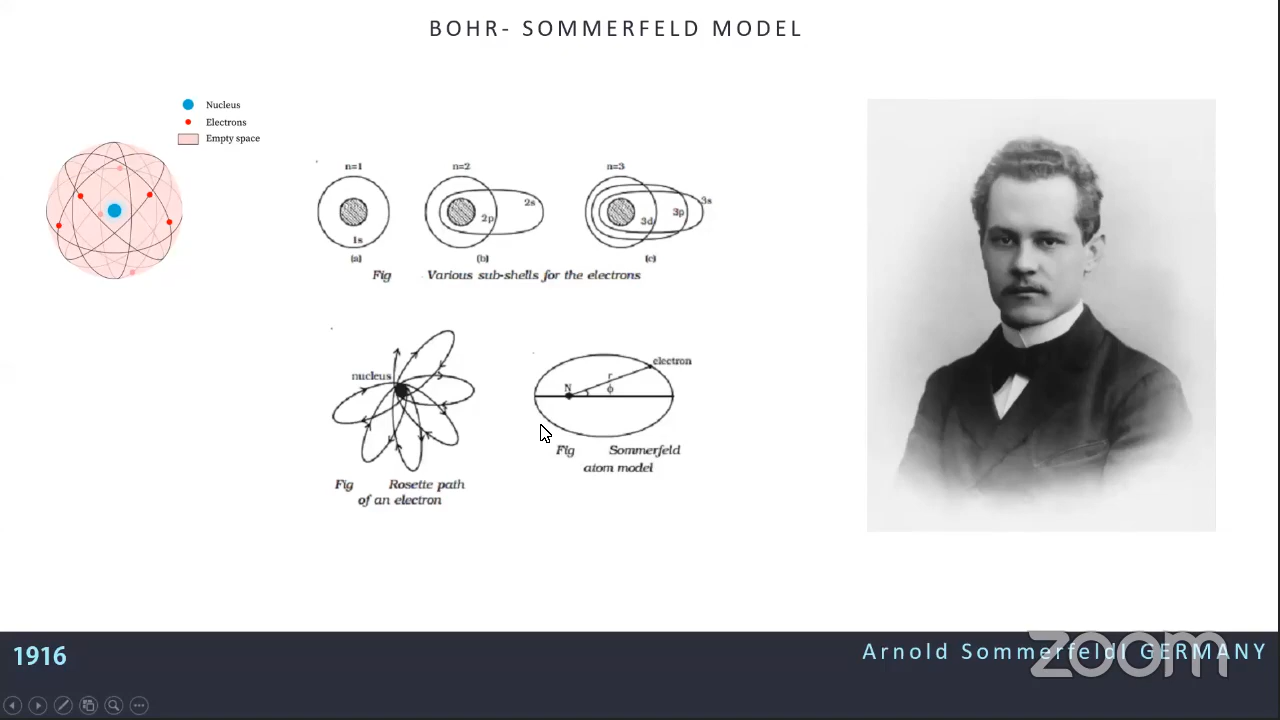 BOHR- SOMMERFELD MODEL
Nucleus
Electrons
Empty space
n=1
n=2
n=3
1s
2p
2s
3d
3p
3s
(a)
(b)
(c)
Fig Various sub-shells for the electrons
nucleus
Fig Rosette path
of an electron
electron
r
N
ϕ
Fig Sommerfeld
atom model
1916
Arnold Sommerfeldl GERMANY
zoom